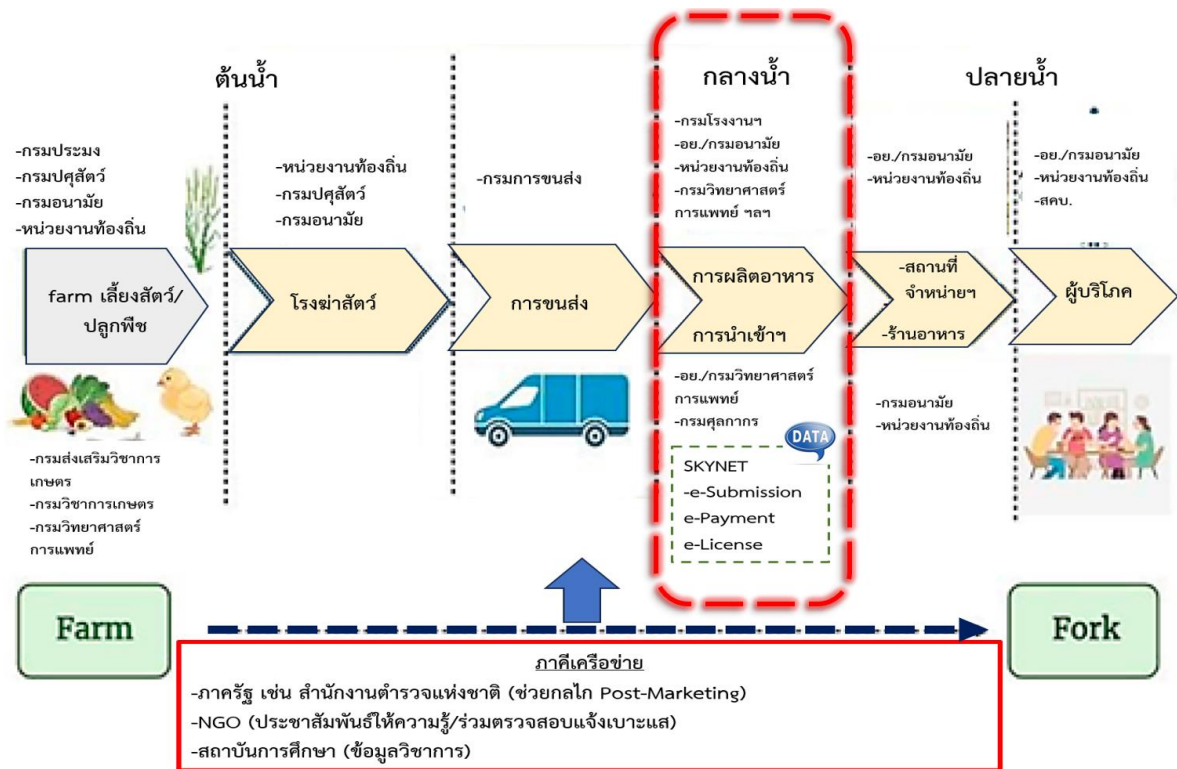 ต้นน้ำ
กลางน้ำ
ปลายน้ำ
-กรมประมง
-กรมปศุสัตว์
-กรมอนามัย
-หน่วยงานท้องถิ่น
-หน่วยงานท้องถิ่น
-กรมปศุสัตว์
-กรมอนามัย
-กรมการขนส่ง
-กรมโรงงานฯ
-อย./กรมอนามัย
-หน่วยงานท้องถิ่น
-กรมวิทยาศาสตร์
การแพทย์ ฯลฯ
-อย./กรมอนามัย
-หน่วยงานท้องถิ่น
-อย./กรมอนามัย
-หน่วยงานท้องถิ่น
-สคบ.
farm เลี้ยงสัตว์/
ปลูกพืช
โรงฆ่าสัตว์
การขนส่ง
การผลิตอาหาร
การนำเข้าฯ
-สถานที่
จำหน่ายฯ
-ร้านอาหาร
ผู้บริโภค
-กรมส่งเสริมวิชาการ
เกษตร
-กรมวิชาการเกษตร
-กรมวิทยาศาสตร์
การแพทย์
-อย./กรมวิทยาศาสตร์
การแพทย์
-กรมศุลกากร
DATA
SKYNET
-e-Submission
e-Payment
e-License
-กรมอนามัย
-หน่วยงานท้องถิ่น
Farm
Fork
ภาคีเครือข่าย
-ภาครัฐ เช่น สำนักงานตำรวจแห่งชาติ (ช่วยกลไก Post-Marketing)
-NGO (ประชาสัมพันธ์ให้ความรู้/ร่วมตรวจสอบแจ้งเบาะแส)
-สถาบันการศึกษา (ข้อมูลวิชาการ)